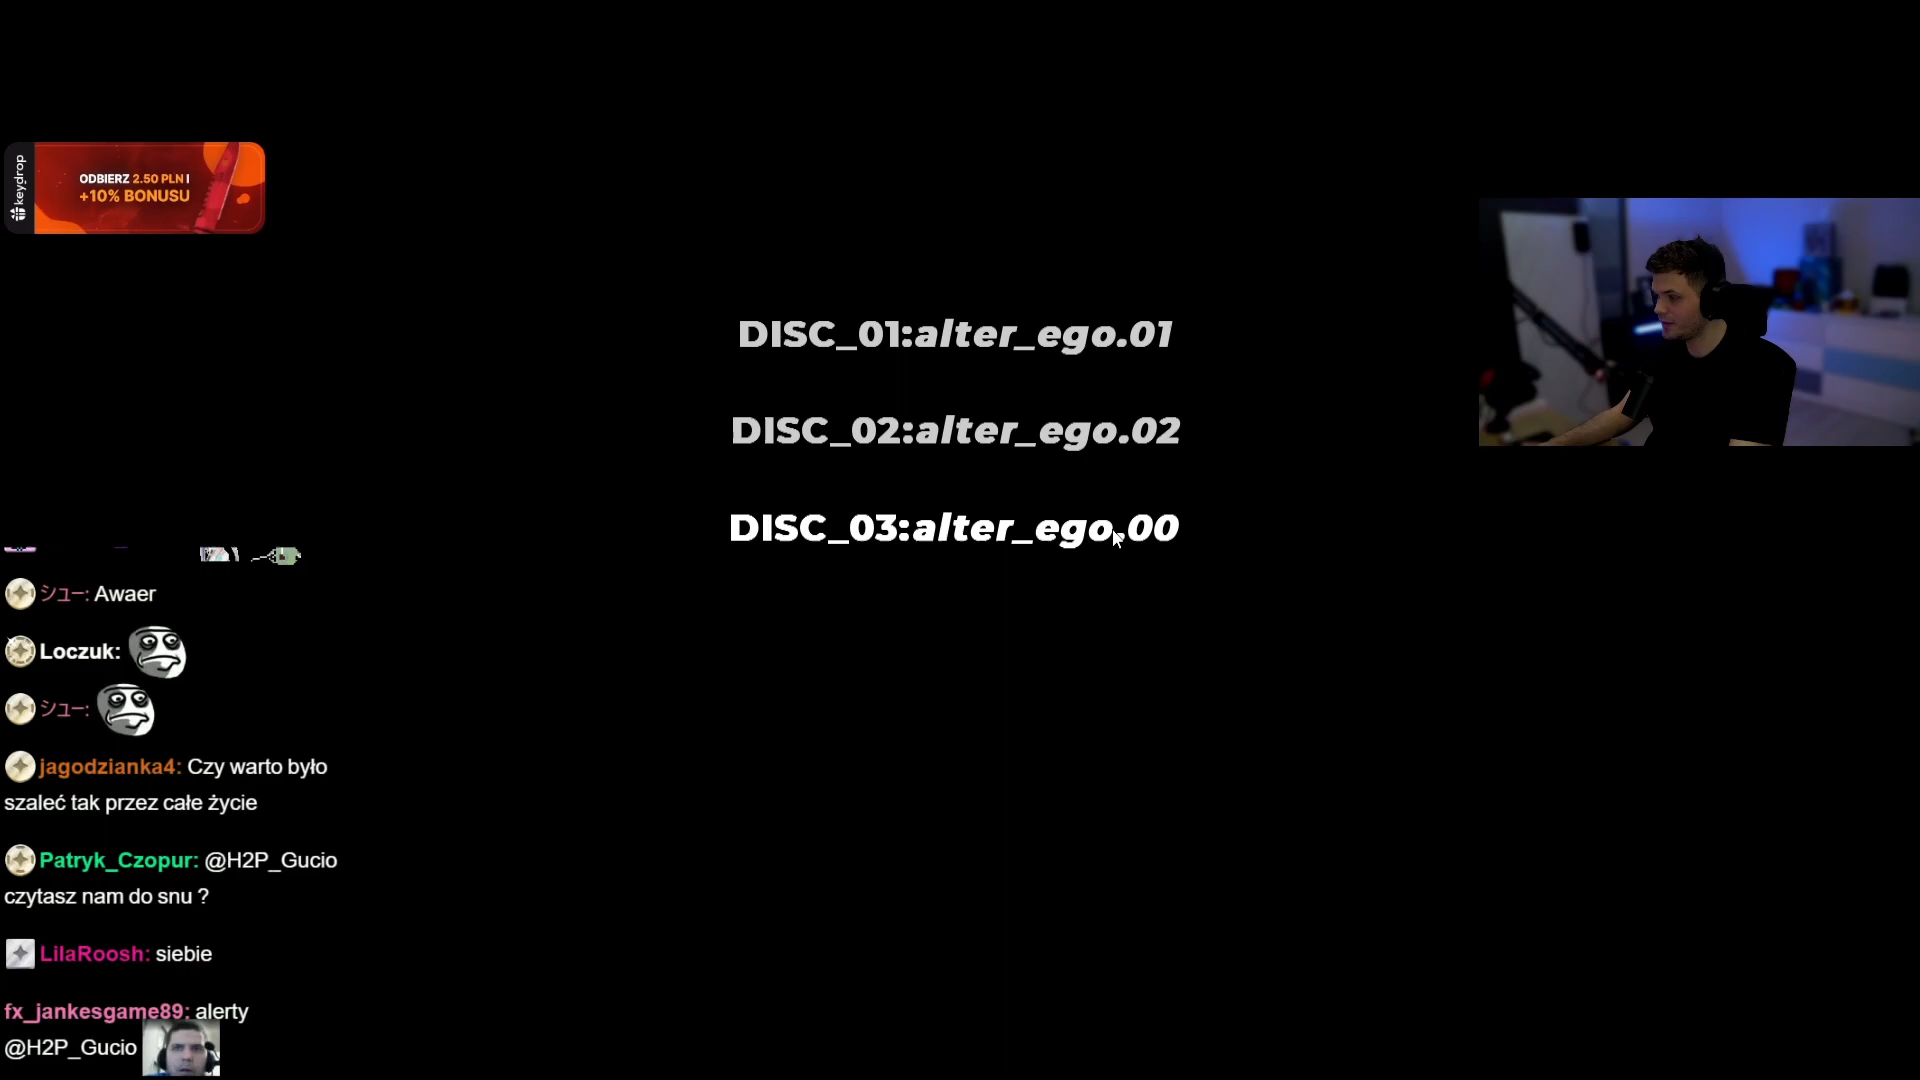 keydrop
ODBIERZ 2.50 PLN I
+10% BONUSU
DISC_01:alter_ego.01
DISC_02:alter_ego.02
DISC_03:alter_ego.00
シュー: Awaer
Loczuk:
シュー:
jagodzianka4: Czy warto było
szaleć tak przez całe życie
Patryk_Czopur: @H2P_Gucio
czytasz nam do snu ?
LilaRoosh: siebie
fx_jankesgame89: alerty
@H2P_Gucio